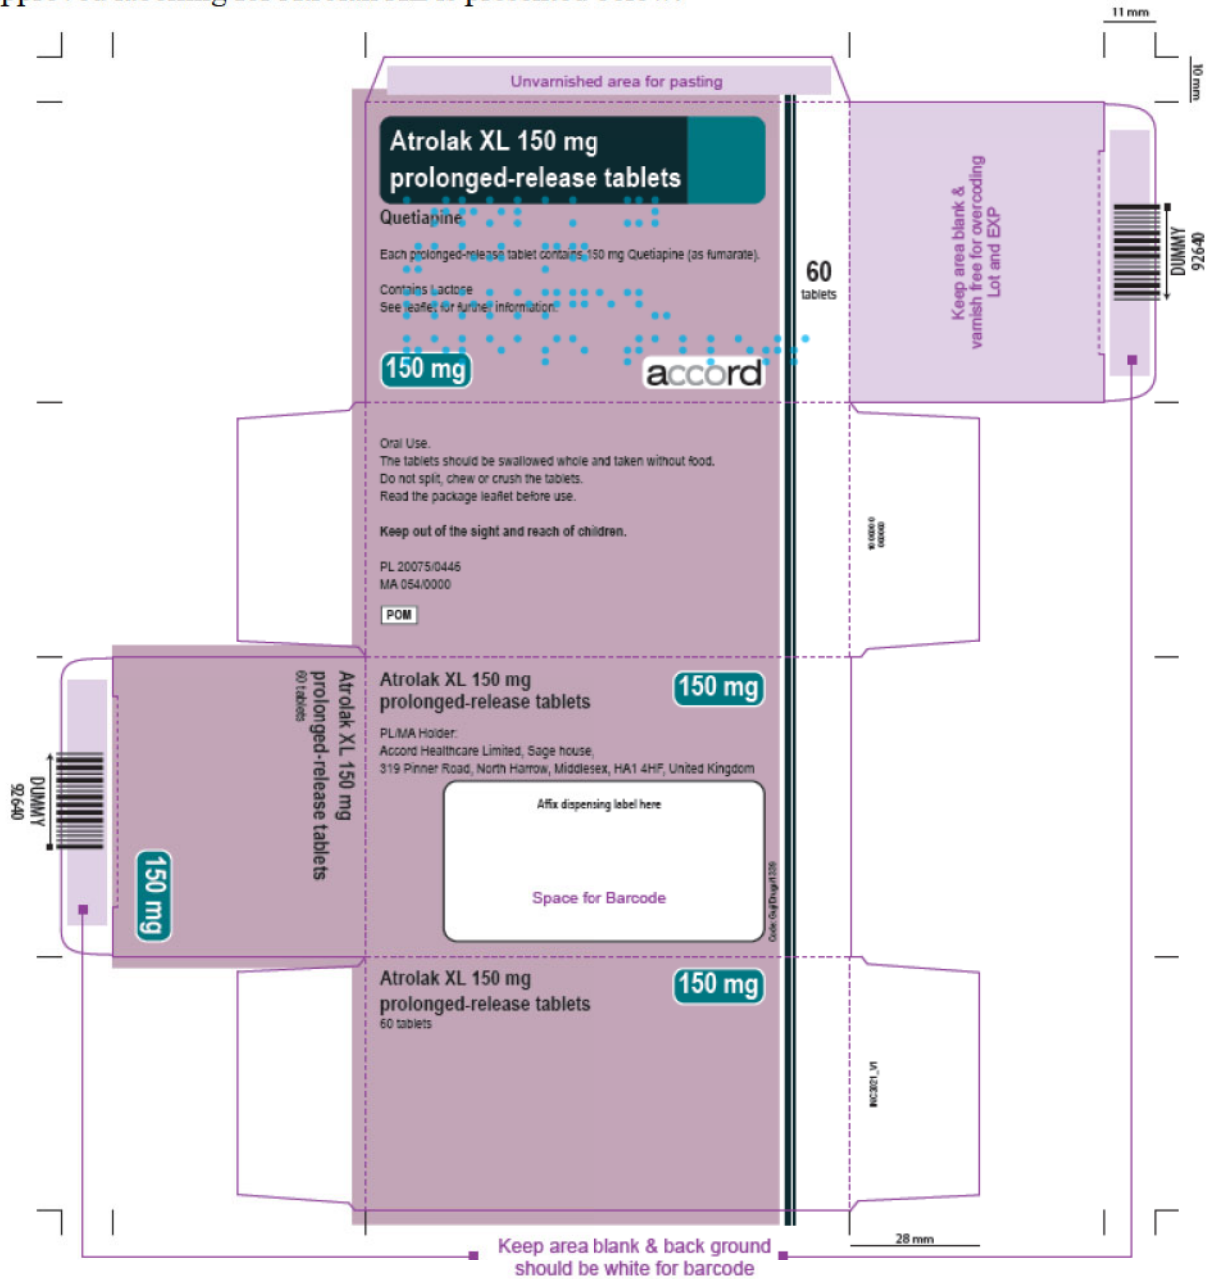 11 mm
10 mm
Unvarnished area for pasting
Atrolak XL 150 mg
prolonged-release tablets
Quetiapine
Each prolonged-release tablet contains 150 mg Quetiapine (as fumarate).
Contains Lactose
See leaflet for further information.
150 mg
accord
60
tablets
Keep area blank &
varnish free for overcoding
Lot and EXP
DUMMY
92640
Oral Use.
The tablets should be swallowed whole and taken without food.
Do not split, chew or crush the tablets.
Read the package leaflet before use.
Keep out of the sight and reach of children.
PL 20075/0446
MA 054/0000
POM
Atrolak XL 150 mg
prolonged-release tablets
60 tablets
150 mg
DUMMY
92640
Atrolak XL 150 mg
prolonged-release tablets
150 mg
PL/MA Holder:
Accord Healthcare Limited, Sage house,
319 Pinner Road, North Harrow, Middlesex, HA1 4HF, United Kingdom
Affix dispensing label here
Space for Barcode
Atrolak XL 150 mg
prolonged-release tablets
60 tablets
150 mg
28 mm
Keep area blank & back ground
should be white for barcode